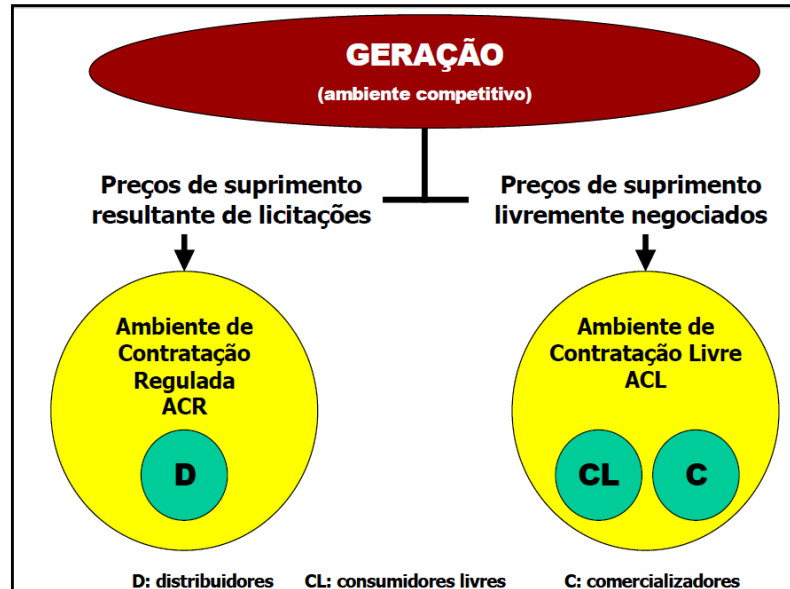 GERAÇÃO
(ambiente competitivo)
Preços de suprimento
resultante de licitações
Preços de suprimento
livremente negociados
Ambiente de
Contratação
Regulada
ACR
D
Ambiente de
Contratação Livre
ACL
CL
C
D: distribuidores
CL: consumidores livres
C: comercializadores